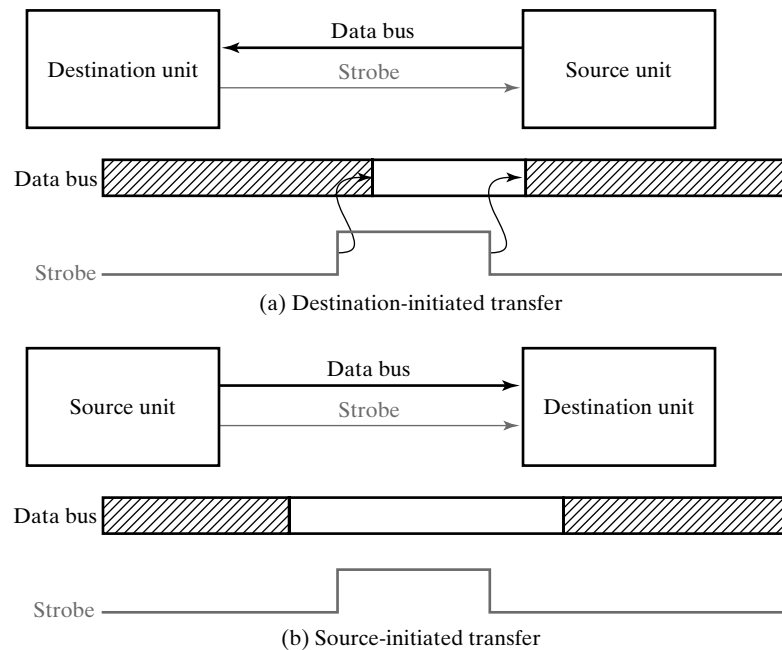 Data bus
Destination unit
Source unit
Strobe
Data bus
Strobe
(a) Destination-initiated transfer
Data bus
Source unit
Destination unit
Strobe
Data bus
Strobe
(b) Source-initiated transfer